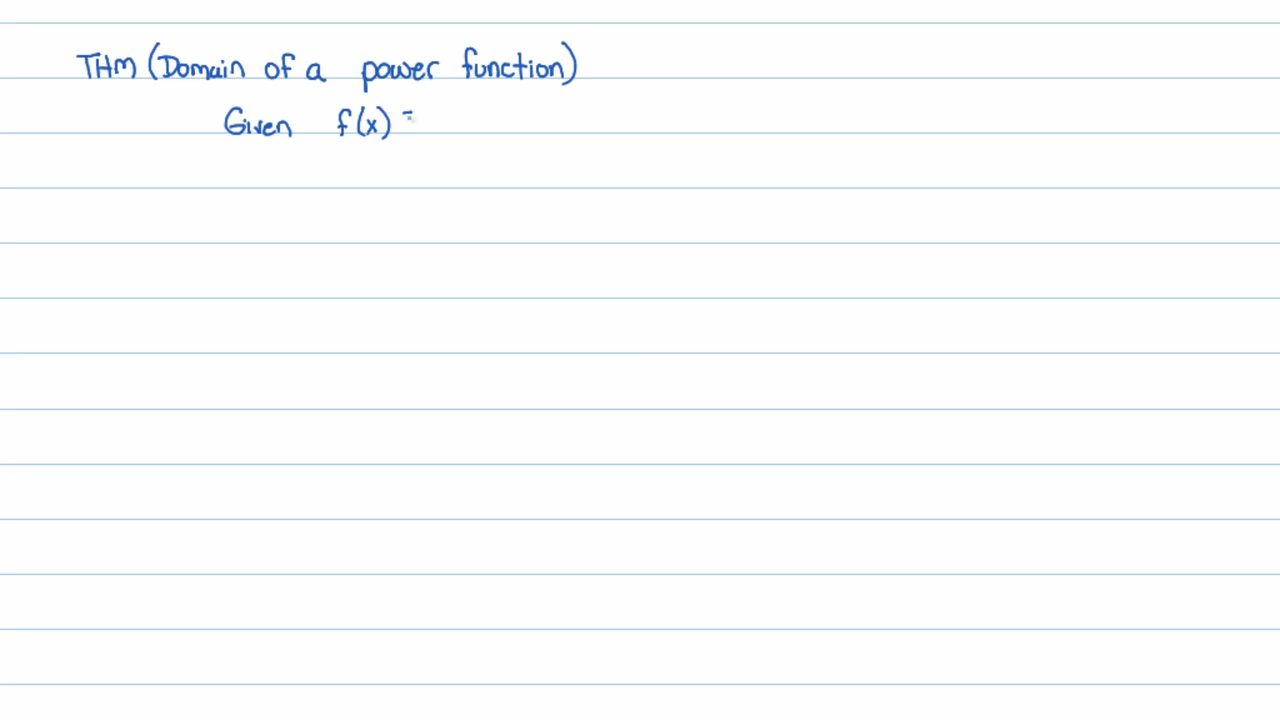 THM (Domain of a power function)
Given f(x) =